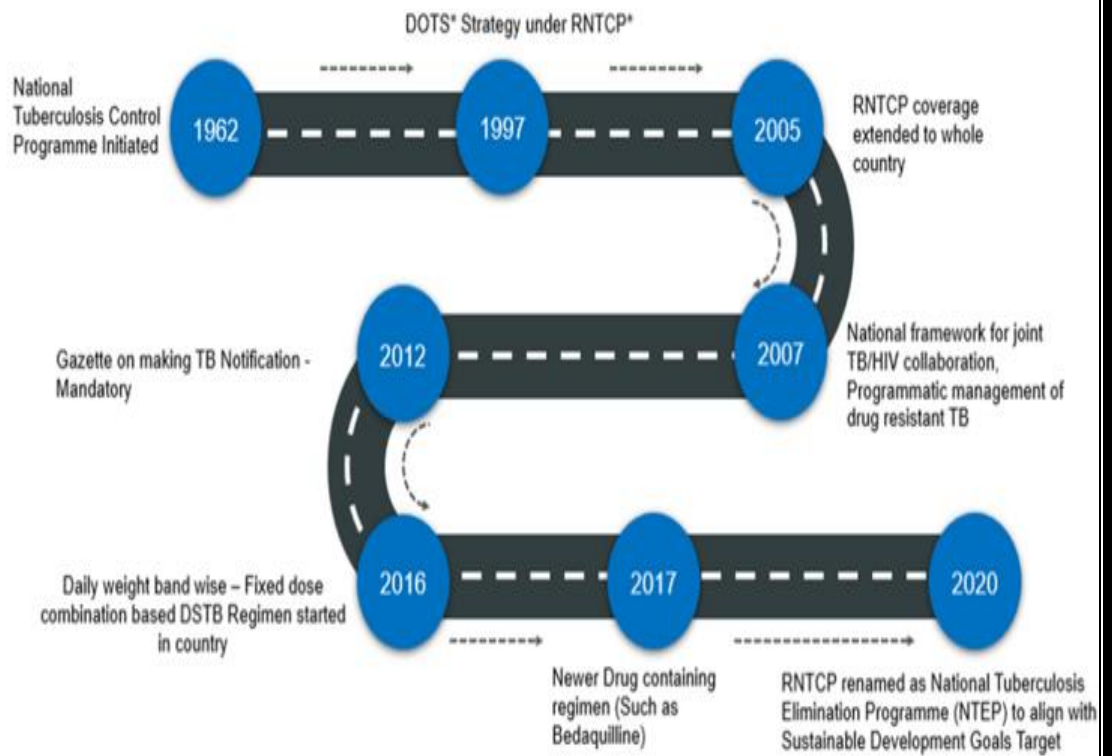 DOTS* Strategy under RNTCP*
National
Tuberculosis Control
Programme Initiated
1962
1997
2005
RNTCP coverage
extended to whole
country
Gazette on making TB Notification -
Mandatory
2012
2007
National framework for joint
TB/HIV collaboration,
Programmatic management of
drug resistant TB
Daily weight band wise – Fixed dose
combination based DSTB Regimen started
in country
2016
2017
2020
Newer Drug containing
regimen (Such as
Bedaquilline)
RNTCP renamed as National Tuberculosis
Elimination Programme (NTEP) to align with
Sustainable Development Goals Target